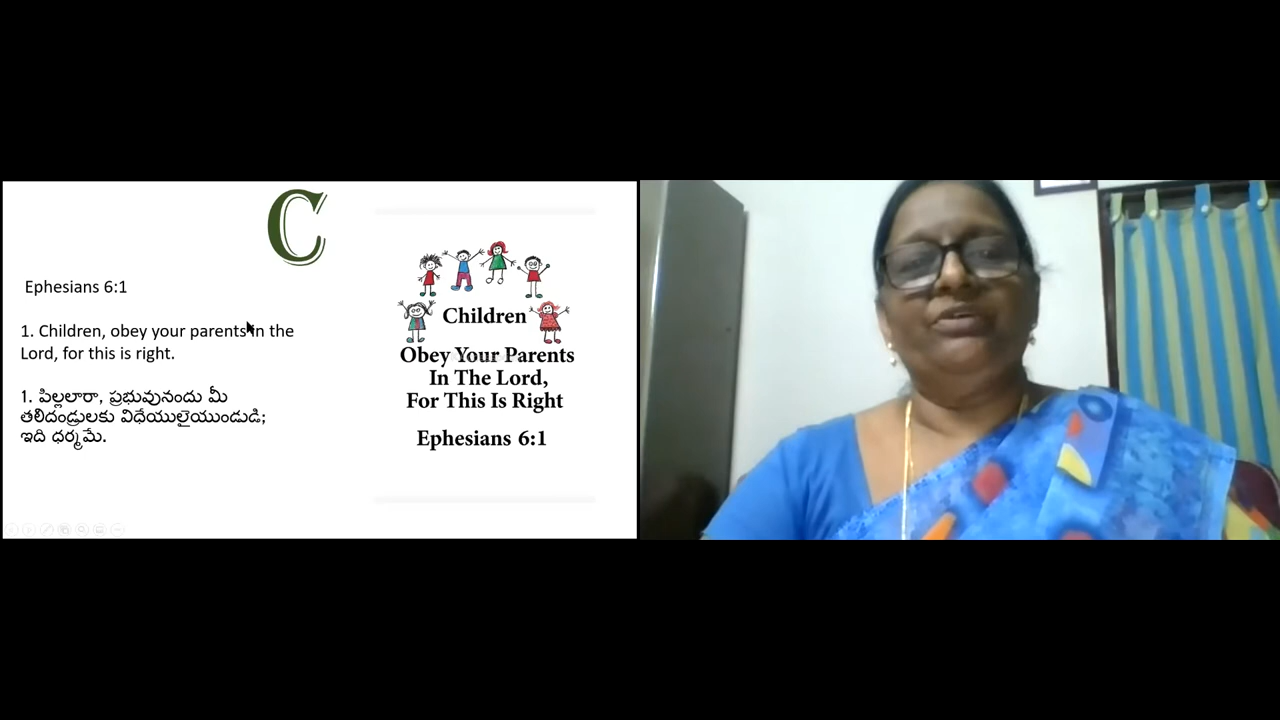 C
Ephesians 6:1
1. Children, obey your parents in the
Lord, for this is right.
1. పిల్లలారా, ప్రభువునందు మీ
తలిదండ్రులకు విధేయులైయుండుడి;
ఇది ధర్మమే.
Children
Obey Your Parents
In The Lord,
For This Is Right
Ephesians 6:1